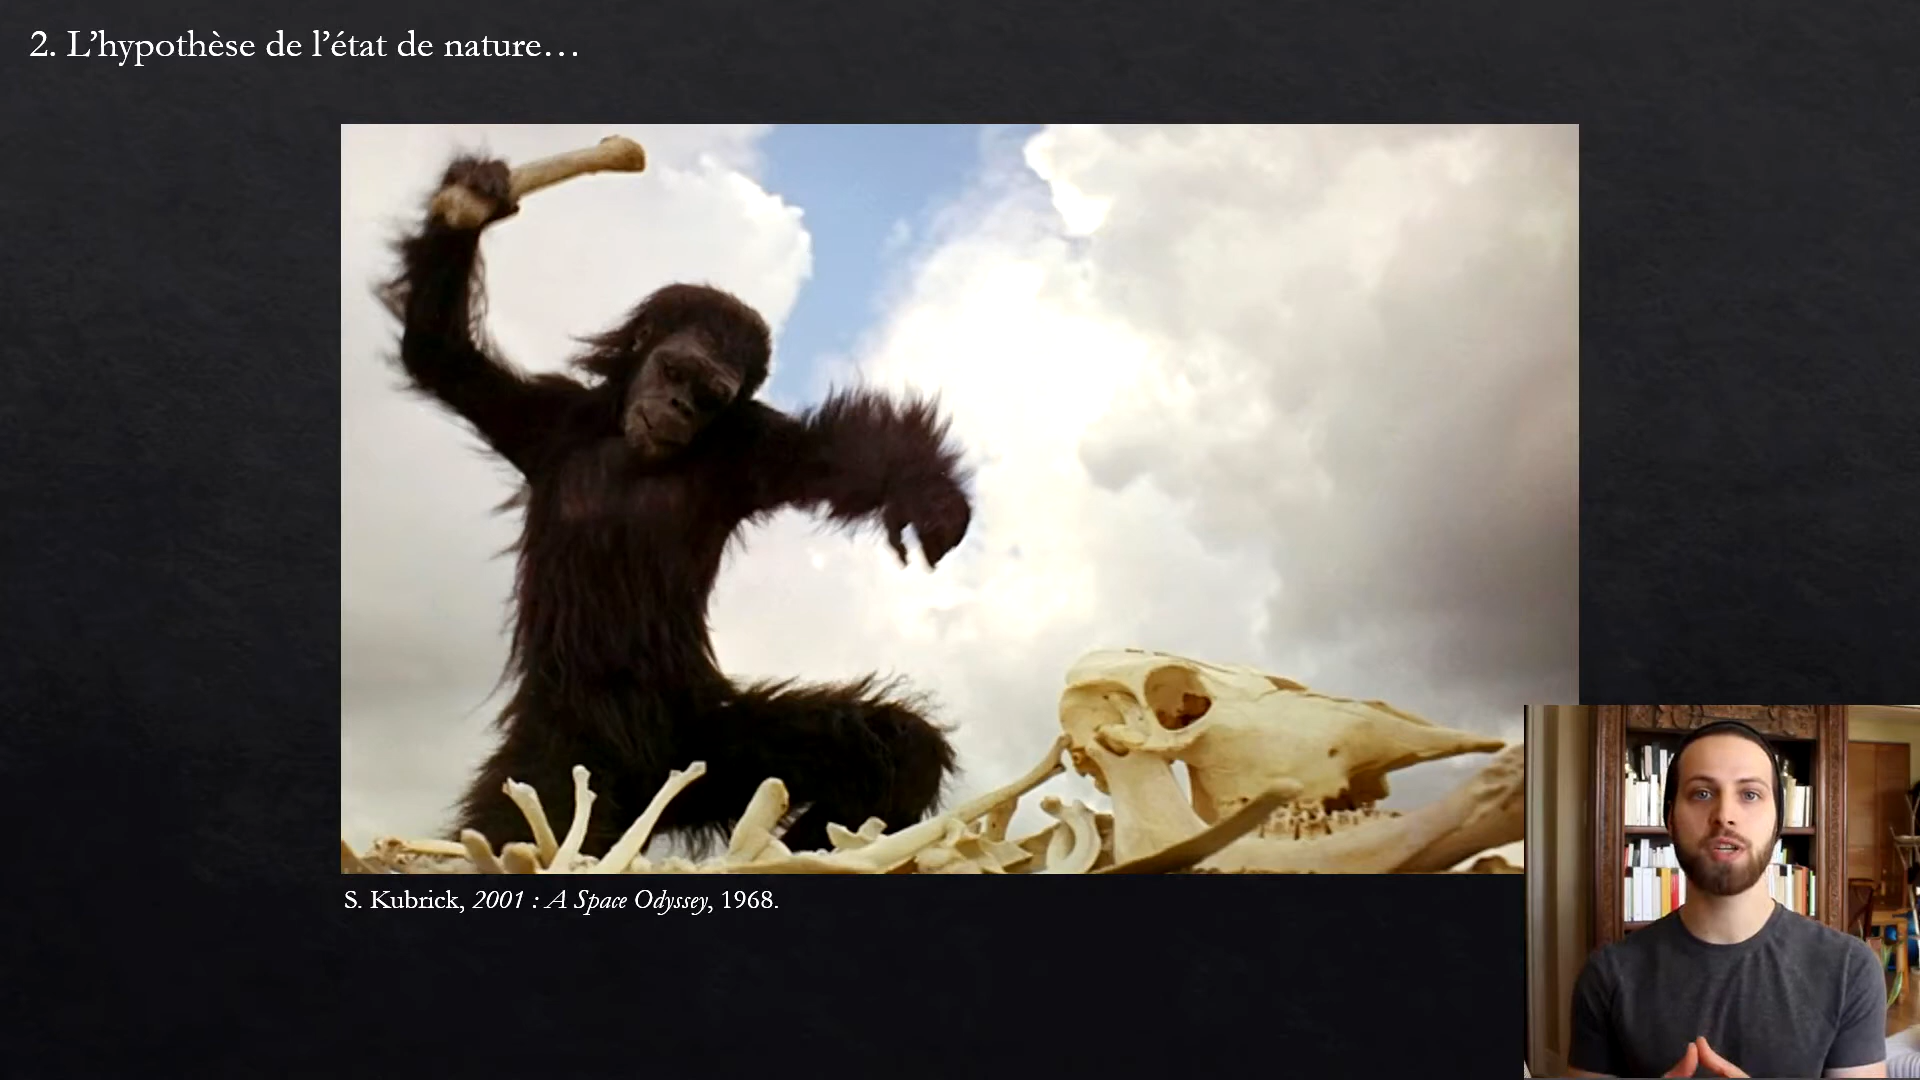 2. L’hypothèse de l’état de nature…
S. Kubrick, 2001 : A Space Odyssey, 1968.